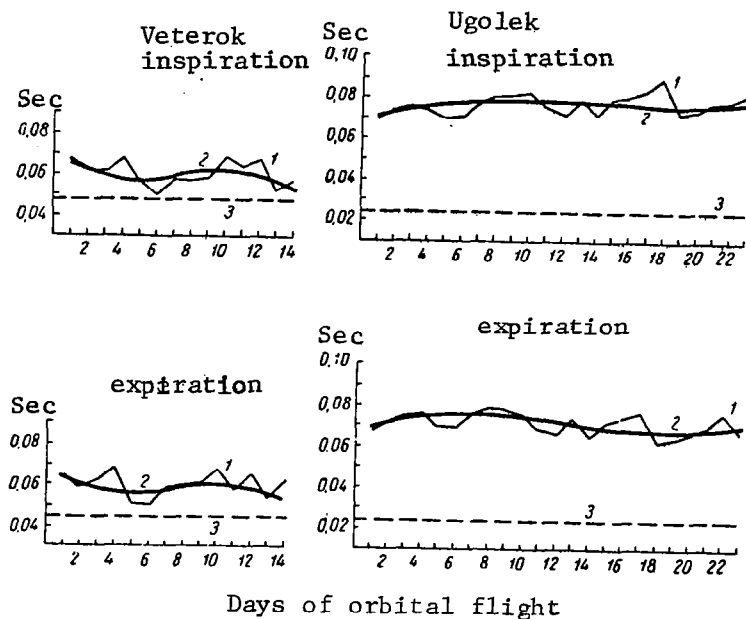 Veterok
inspiration
Sec
0,08
0,06
0,04
1
2
3
2 4 6 8 10 12 14
Ugolek
inspiration
Sec
0,10
0,08
0,06
0,04
0,02
1
2
3
2 4 6 8 10 12 14 16 18 20 22
expiration
Sec
0,08
0,06
0,04
1
2
3
2 4 6 8 10 12 14
expiration
Sec
0,10
0,08
0,06
0,04
0,02
1
2
3
2 4 6 8 10 12 14 16 18 20 22
Days of orbital flight